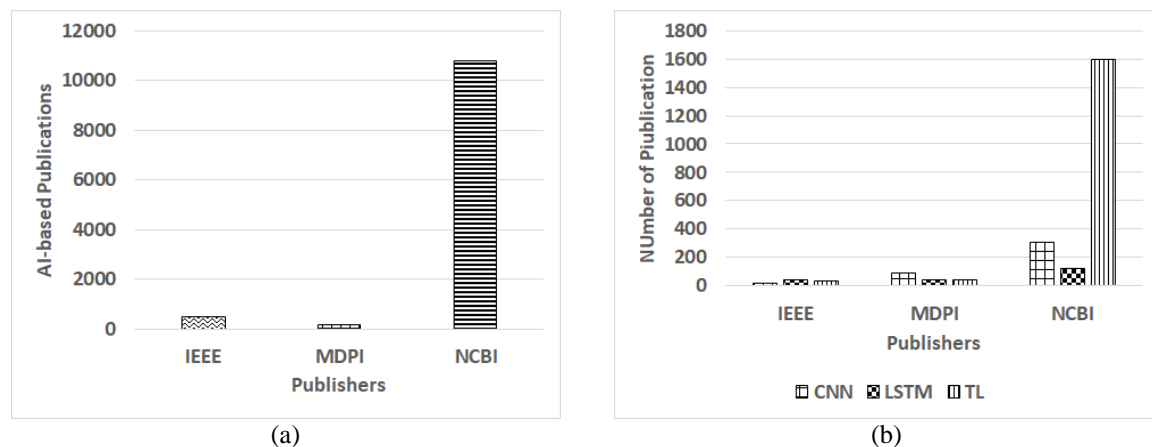 12000
10000
8000
6000
4000
2000
0
AI-based Publications
IEEE MDPI NCBI
Publishers
(a)
1800
1600
1400
1200
1000
800
600
400
200
0
NUmber of Piublication
IEEE MDPI NCBI
Publishers
CNN LSTM TL
(b)